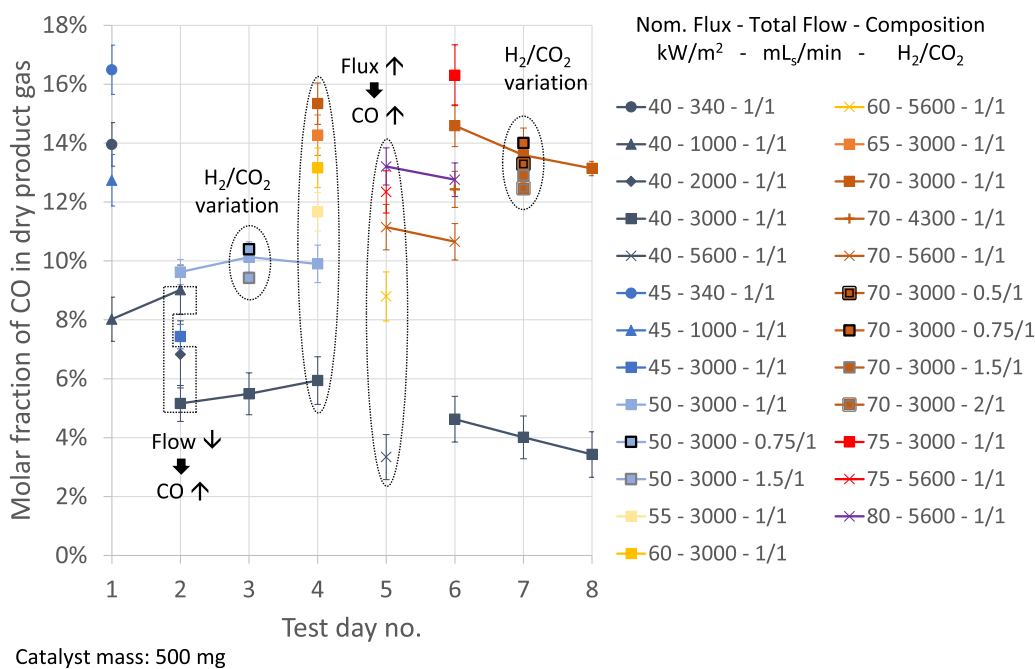 18%
16%
14%
12%
10%
8%
6%
4%
2%
0%
Molar fraction of CO in dry product gas
1 2 3 4 5 6 7 8
Test day no.
Catalyst mass: 500 mg
H₂/CO₂
variation
Flow ↓
CO ↑
Flux ↑
CO ↑
H₂/CO₂
variation
Nom. Flux - Total Flow - Composition
kW/m² - mLₛ/min - H₂/CO₂
40 - 340 - 1/1
40 - 1000 - 1/1
40 - 2000 - 1/1
40 - 3000 - 1/1
40 - 5600 - 1/1
45 - 340 - 1/1
45 - 1000 - 1/1
45 - 3000 - 1/1
50 - 3000 - 1/1
50 - 3000 - 0.75/1
50 - 3000 - 1.5/1
55 - 3000 - 1/1
60 - 3000 - 1/1
60 - 5600 - 1/1
65 - 3000 - 1/1
70 - 3000 - 1/1
70 - 4300 - 1/1
70 - 5600 - 1/1
70 - 3000 - 0.5/1
70 - 3000 - 0.75/1
70 - 3000 - 1.5/1
70 - 3000 - 2/1
75 - 3000 - 1/1
75 - 5600 - 1/1
80 - 5600 - 1/1